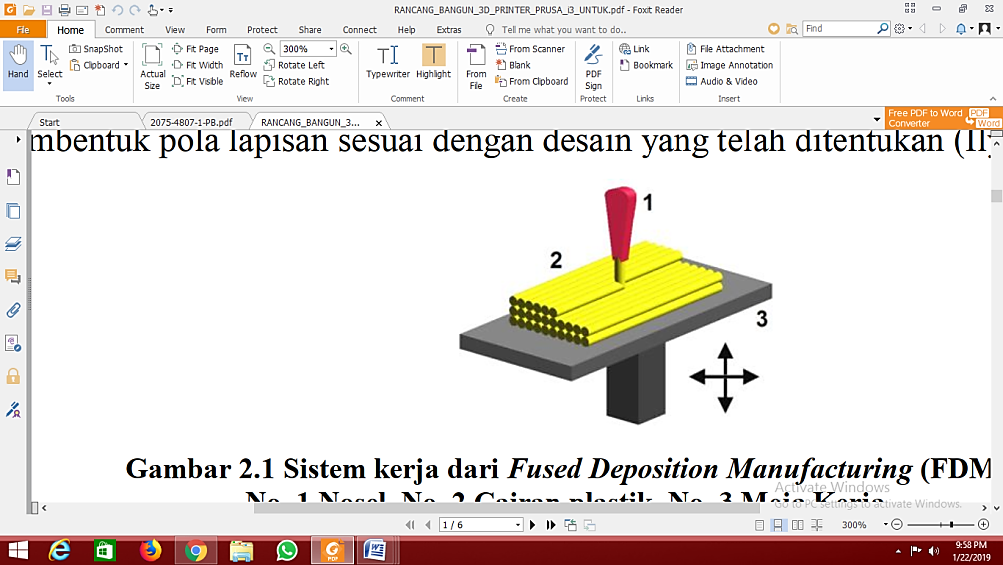 RANCANG_BANGUN_3D_PRINTER_PRUSA_i3_UNTUK.pdf - Foxit Reader
File Home Comment View Form Protect Share Connect Help Extras Tell me what you want to do.. Find
Hand
Select
SnapShot
Clipboard
Tools
Actual Size
Fit Page
Fit Width
Fit Visible
Reflow
300%
Rotate Left
Rotate Right
View
Typewriter
Highlight
Comment
From File
From Scanner
Blank
From Clipboard
Create
PDF Sign
Protect
Link
Bookmark
Links
File Attachment
Image Annotation
Audio & Video
Insert
Start 2075-4807-1-PB.pdf RANCANG_BANGUN_3...
Free PDF to Word Converter
PDF
Word
mbentuk pola lapisan sesuai dengan desain yang telah ditentukan
1
2
3
Gambar 2.1 Sistem kerja dari Fused Deposition Manufacturing (FDM
No. 1 Nosel, No. 2 Cairan plastik, No. 3 Meja Kerja
Activate Windows
Go to PC settings to activate Windows.
1 / 6
300%
9:58 PM
1/22/2019